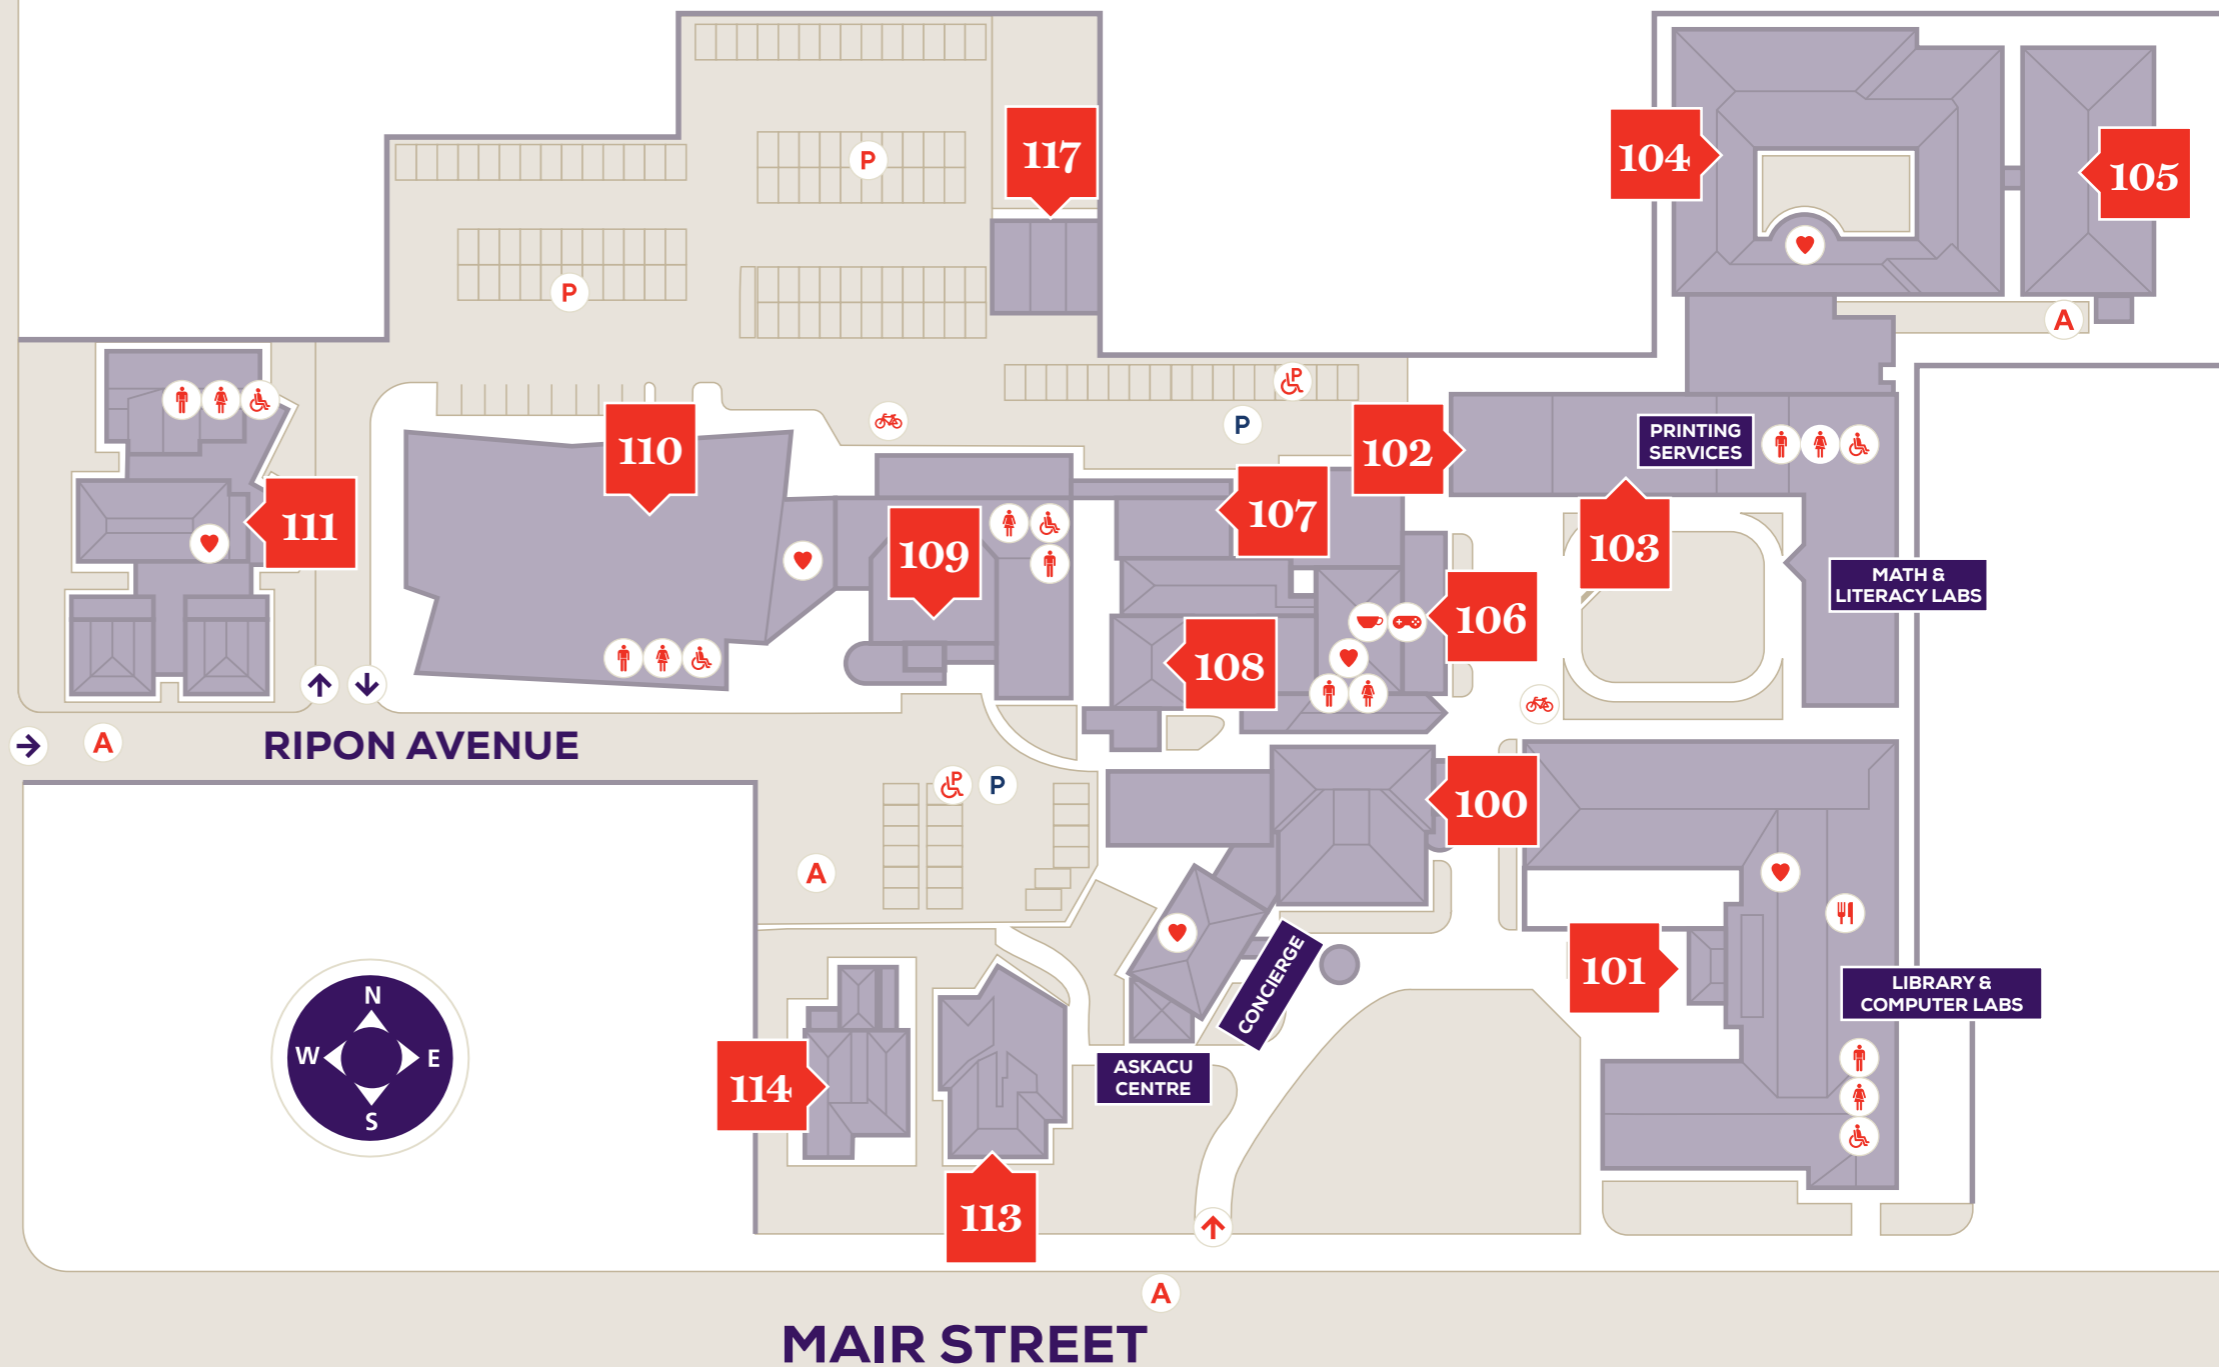 117
104
105
P
P
P
A
110
102
PRINTING
SERVICES
P
107
111
109
103
MATH &
LITERACY LABS
106
108
A
RIPON AVENUE
P
P
100
A
CONCIERGE
101
LIBRARY &
COMPUTER LABS
N
W
E
S
114
ASKACU
CENTRE
113
A
MAIR STREET